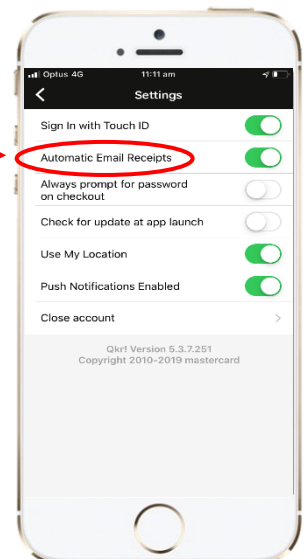 Optus 4G 11:11 am
Settings
Sign In with Touch ID
Automatic Email Receipts
Always prompt for password
on checkout
Check for update at app launch
Use My Location
Push Notifications Enabled
Close account
Qkr! Version 5.3.7.251
Copyright 2010-2019 mastercard